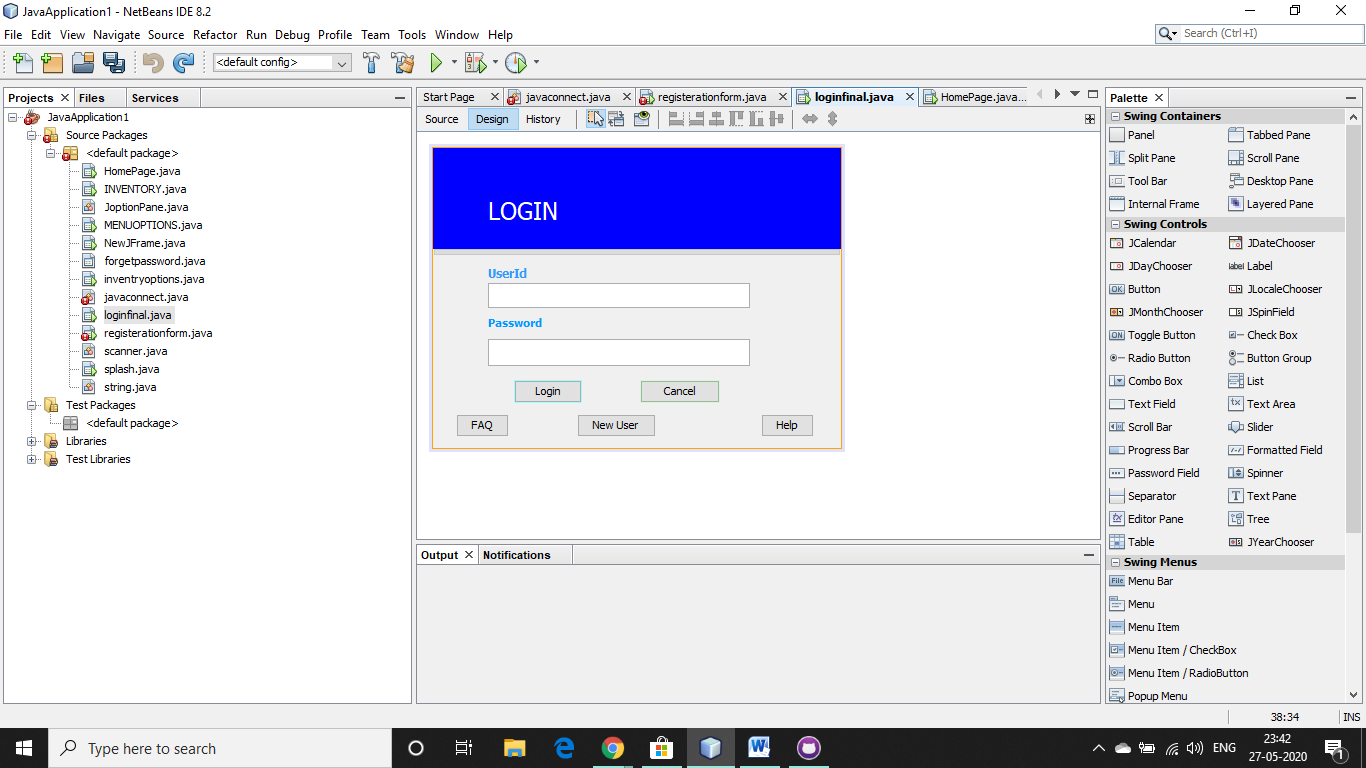 JavaApplication1 - NetBeans IDE 8.2
File Edit View Navigate Source Refactor Run Debug Profile Team Tools Window Help
Search (Ctrl+I)
<default config>
Projects Files Services
JavaApplication1
Source Packages
<default package>
HomePage.java
INVENTORY.java
JoptionPane.java
MENUOPTIONS.java
NewJFrame.java
forgetpassword.java
inventryoptions.java
javaconnect.java
loginfinal.java
registerationform.java
scanner.java
splash.java
string.java
Test Packages
<default package>
Libraries
Test Libraries
Start Page javaconnect.java registerationform.java loginfinal.java HomePage.java...
Source Design History
LOGIN
UserId
Password
Login Cancel
FAQ New User Help
Output Notifications
Palette
Swing Containers
Panel Tabbed Pane
Split Pane Scroll Pane
Tool Bar Desktop Pane
Internal Frame Layered Pane
Swing Controls
JCalendar JDateChooser
JDayChooser label Label
OK Button JLocaleChooser
JMonthChooser JSpinField
ON Toggle Button Check Box
Radio Button Button Group
Combo Box List
Text Field Text Area
Scroll Bar Slider
Progress Bar Formatted Field
Password Field Spinner
Separator Text Pane
Editor Pane Tree
Table JYearChooser
Swing Menus
File Menu Bar
Menu
Menu Item
Menu Item / CheckBox
Menu Item / RadioButton
Popup Menu
38:34 INS
Type here to search
ENG
23:42
27-05-2020
1